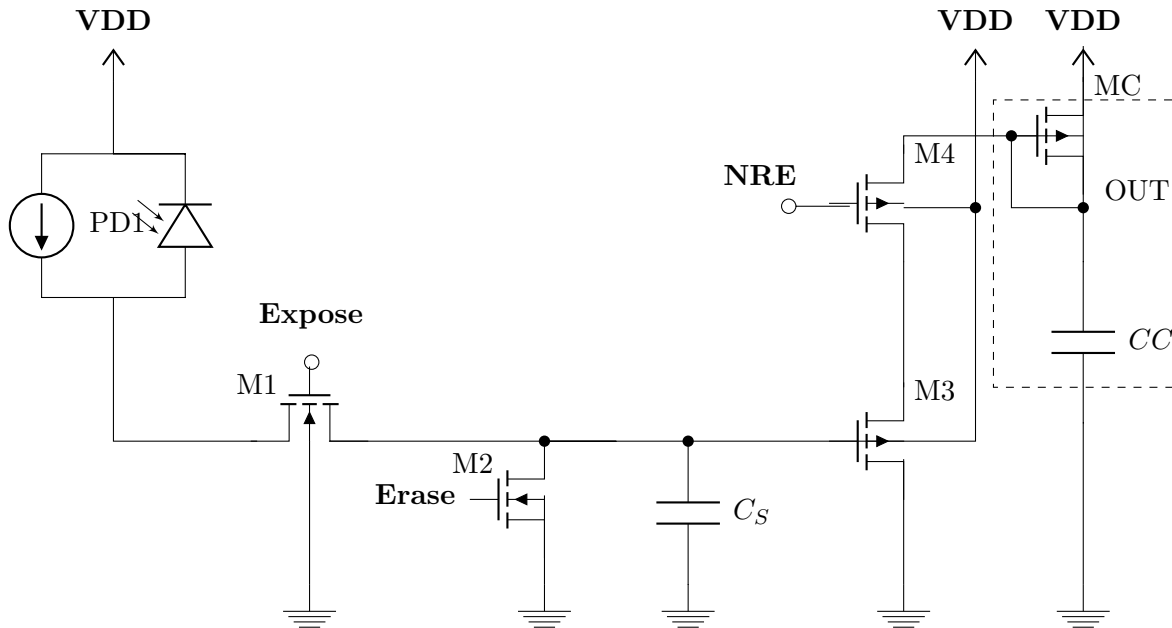 VDD
VDD
VDD
MC
M4
NRE
OUT
PD1
Expose
CC
M1
M3
M2
Erase
C_S